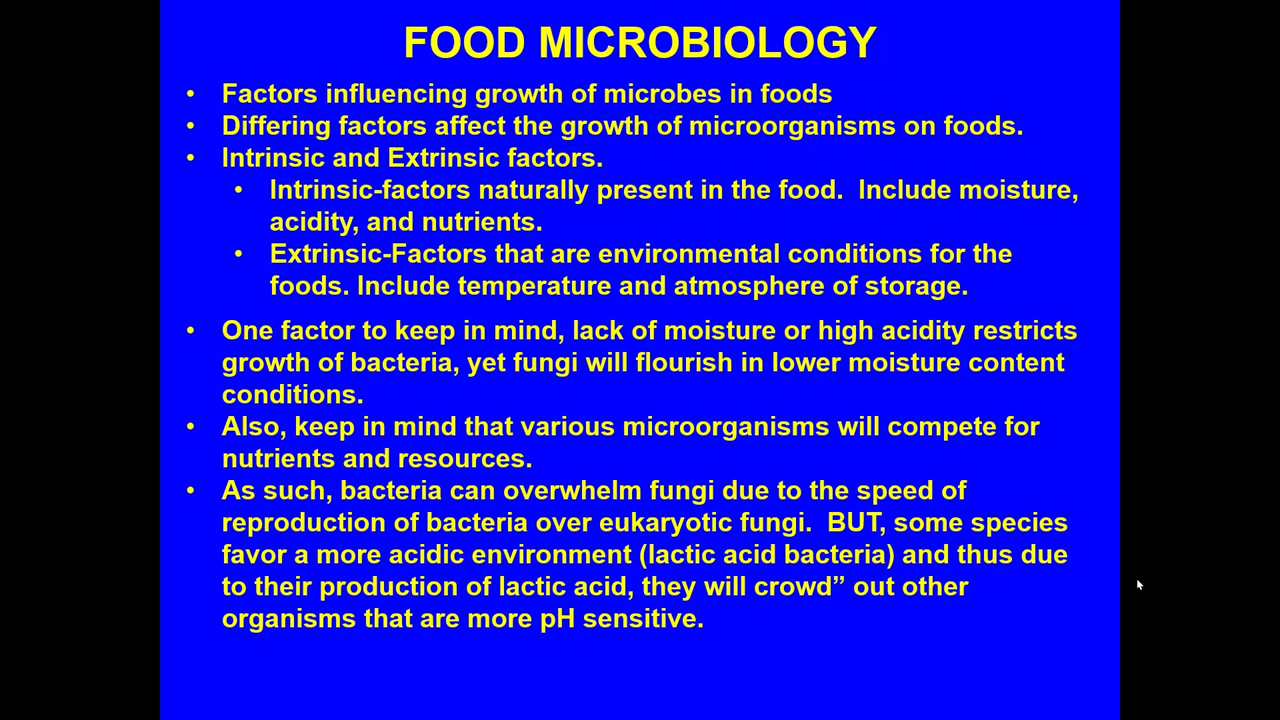 FOOD MICROBIOLOGY
• Factors influencing growth of microbes in foods
• Differing factors affect the growth of microorganisms on foods.
• Intrinsic and Extrinsic factors.
• Intrinsic-factors naturally present in the food.  Include moisture,
acidity, and nutrients.
• Extrinsic-Factors that are environmental conditions for the
foods. Include temperature and atmosphere of storage.
• One factor to keep in mind, lack of moisture or high acidity restricts
growth of bacteria, yet fungi will flourish in lower moisture content
conditions.
• Also, keep in mind that various microorganisms will compete for
nutrients and resources.
• As such, bacteria can overwhelm fungi due to the speed of
reproduction of bacteria over eukaryotic fungi.  BUT, some species
favor a more acidic environment (lactic acid bacteria) and thus due
to their production of lactic acid, they will crowd” out other
organisms that are more pH sensitive.